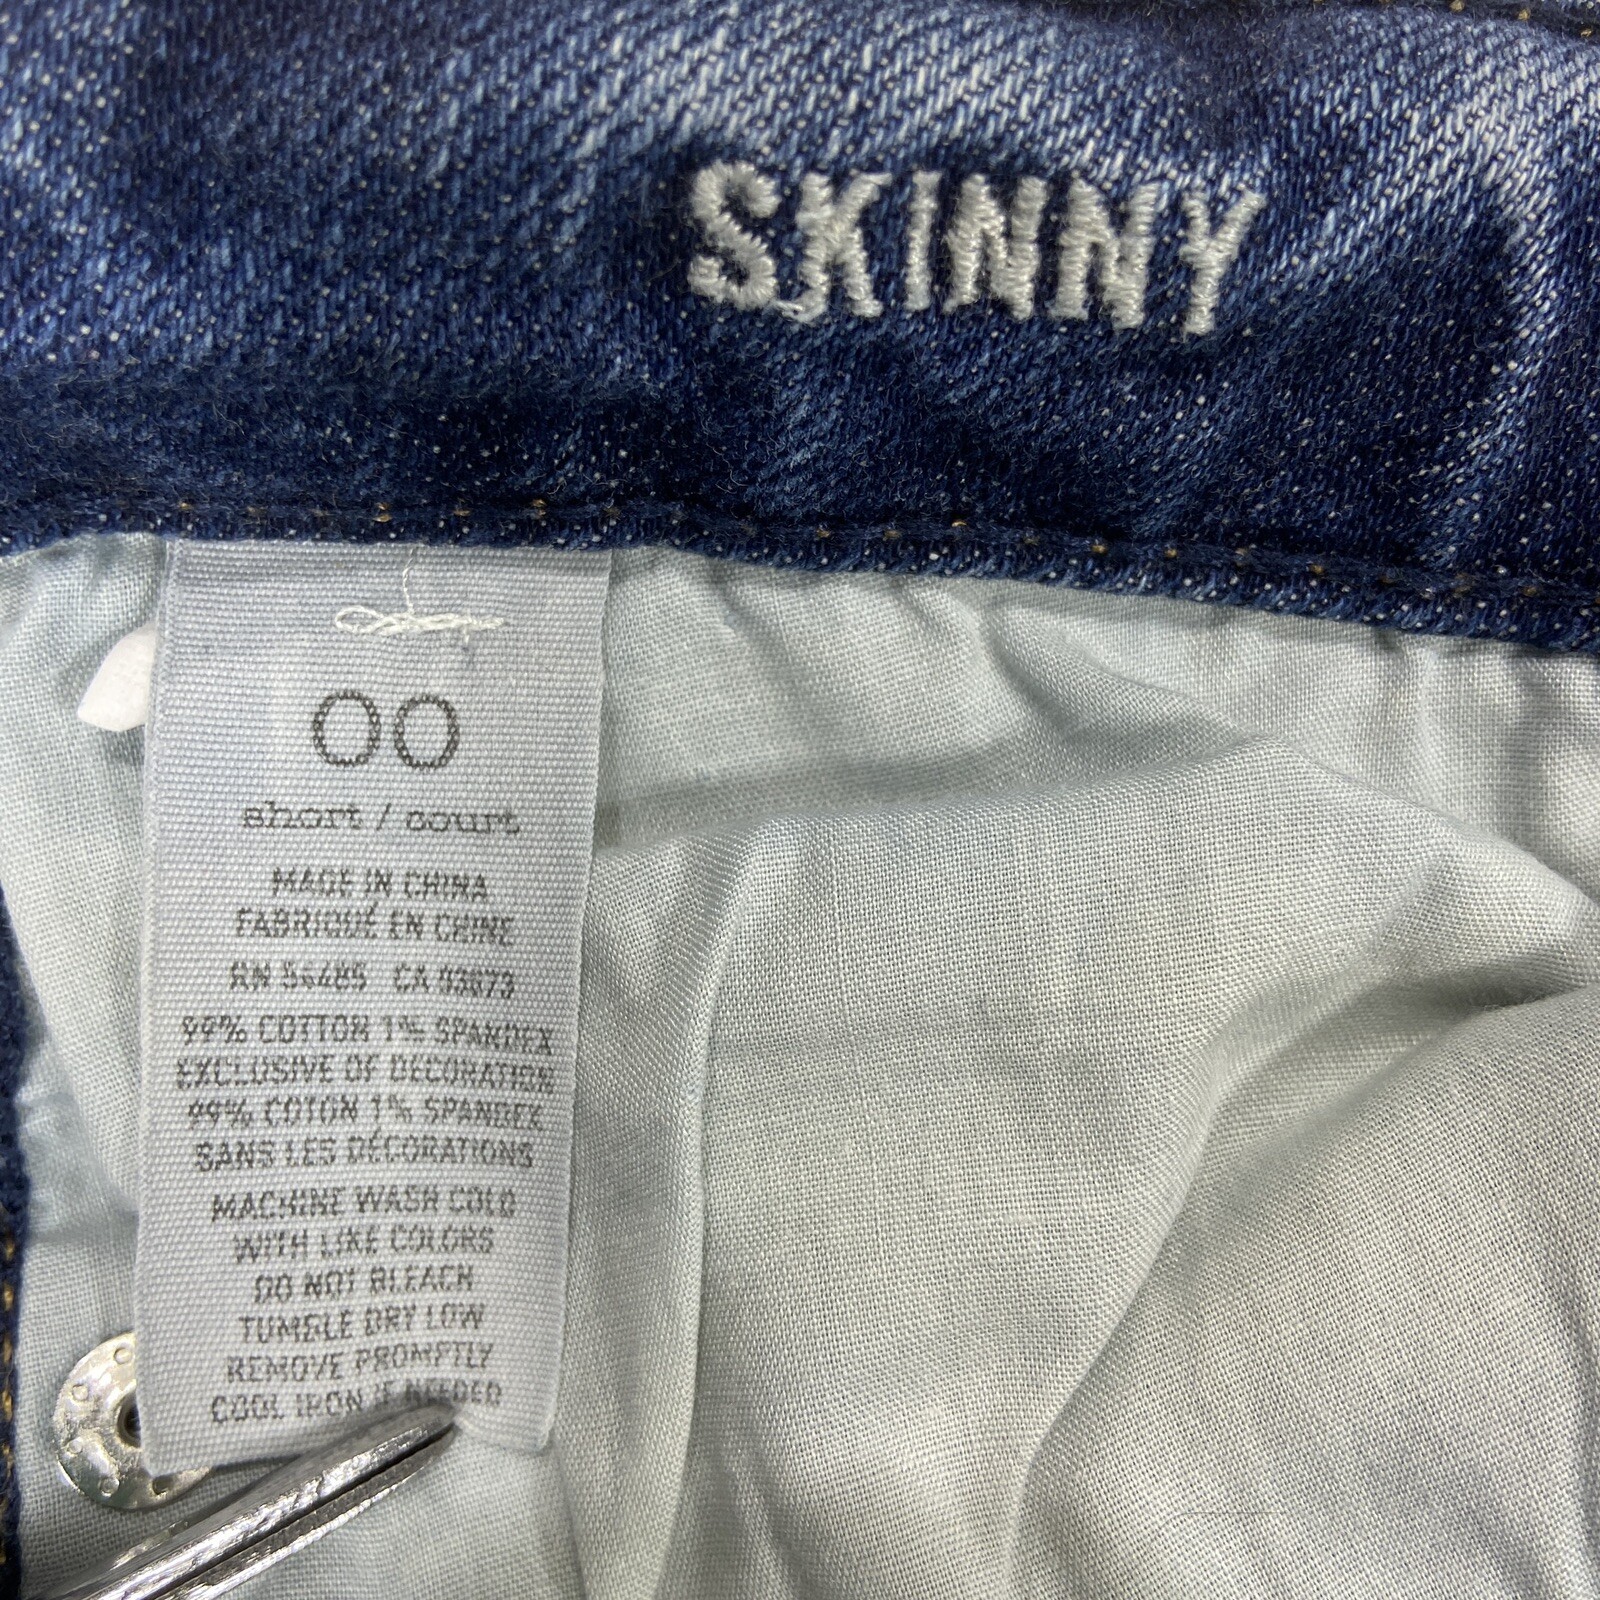 SKINNY
00
short / court
MADE IN CHINA
FABRIQUÉ EN CHINE
RN 54485 CA 03673
99% COTTON 1% SPANDEX
EXCLUSIVE OF DECORATION
99% COTON 1% SPANDEX
SANS LES DÉCORATIONS
MACHINE WASH COLD
WITH LIKE COLORS
DO NOT BLEACH
TUMBLE DRY LOW
REMOVE PROMPTLY
COOL IRON IF NEEDED